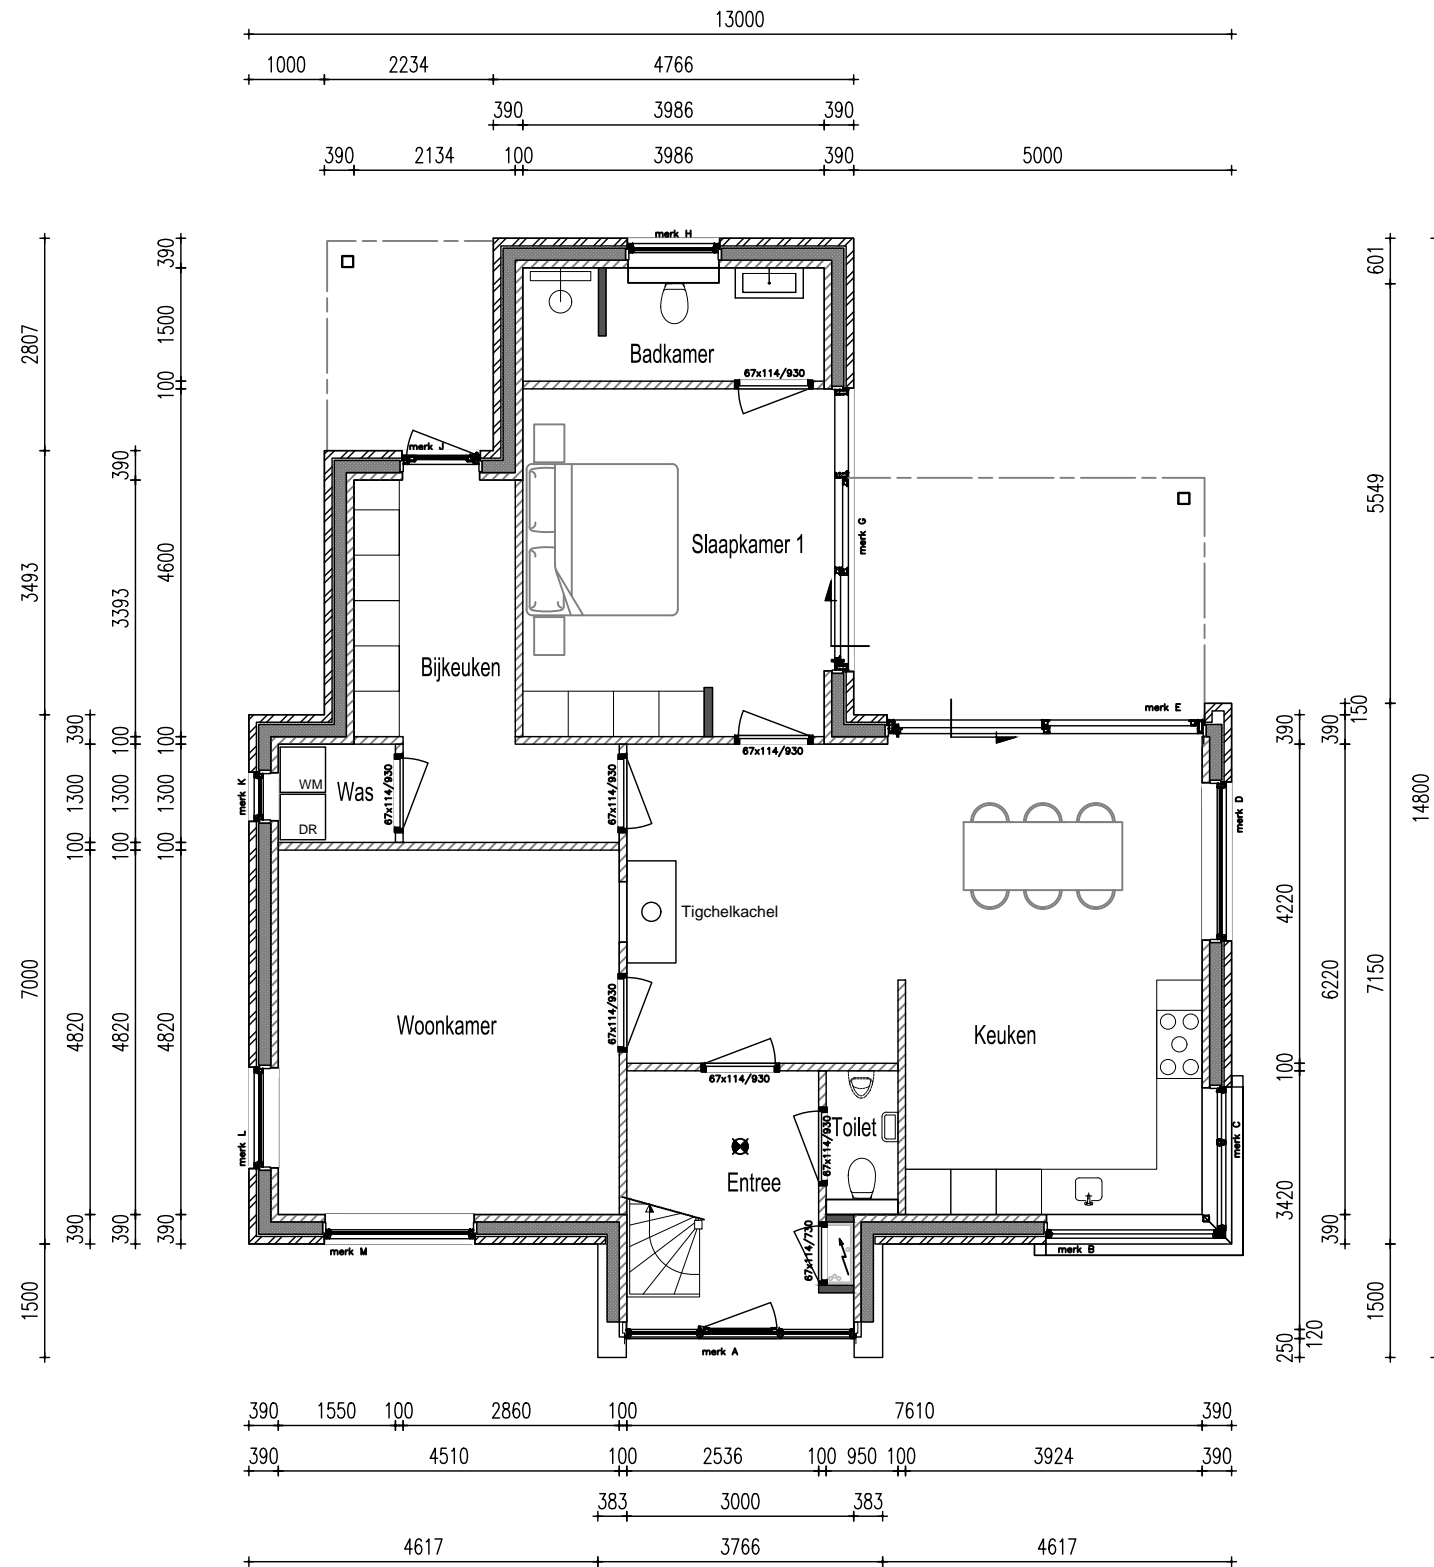 13000
1000 2234 4766
390 3986 390
390 2134 100 3986 390 5000
merk H
390
601
1500
2807
Badkamer
67x114/930
100
merk J
390
5549
merk G
Slaapkamer 1
4600
3493
3393
Bijkeuken
merk E
150
390 100 100
390 390
67x114/930
14800
merk K
WM
Was
67x114/930
67x114/930
1300 1300 1300
merk D
DR
100 100 100
Tigchelkachel
4220
6220
7150
7000
4820 4820 4820
67x114/930
Woonkamer
Keuken
100
67x114/930
merk L
Toilet
67x114/930
merk C
Entree
3420
390 390 390
390
merk M
67x114/730
merk B
1500
1500
120
250
merk A
390 1550 100 2860 100 7610 390
390 4510 100 2536 100 950 100 3924 390
383 3000 383
4617 3766 4617